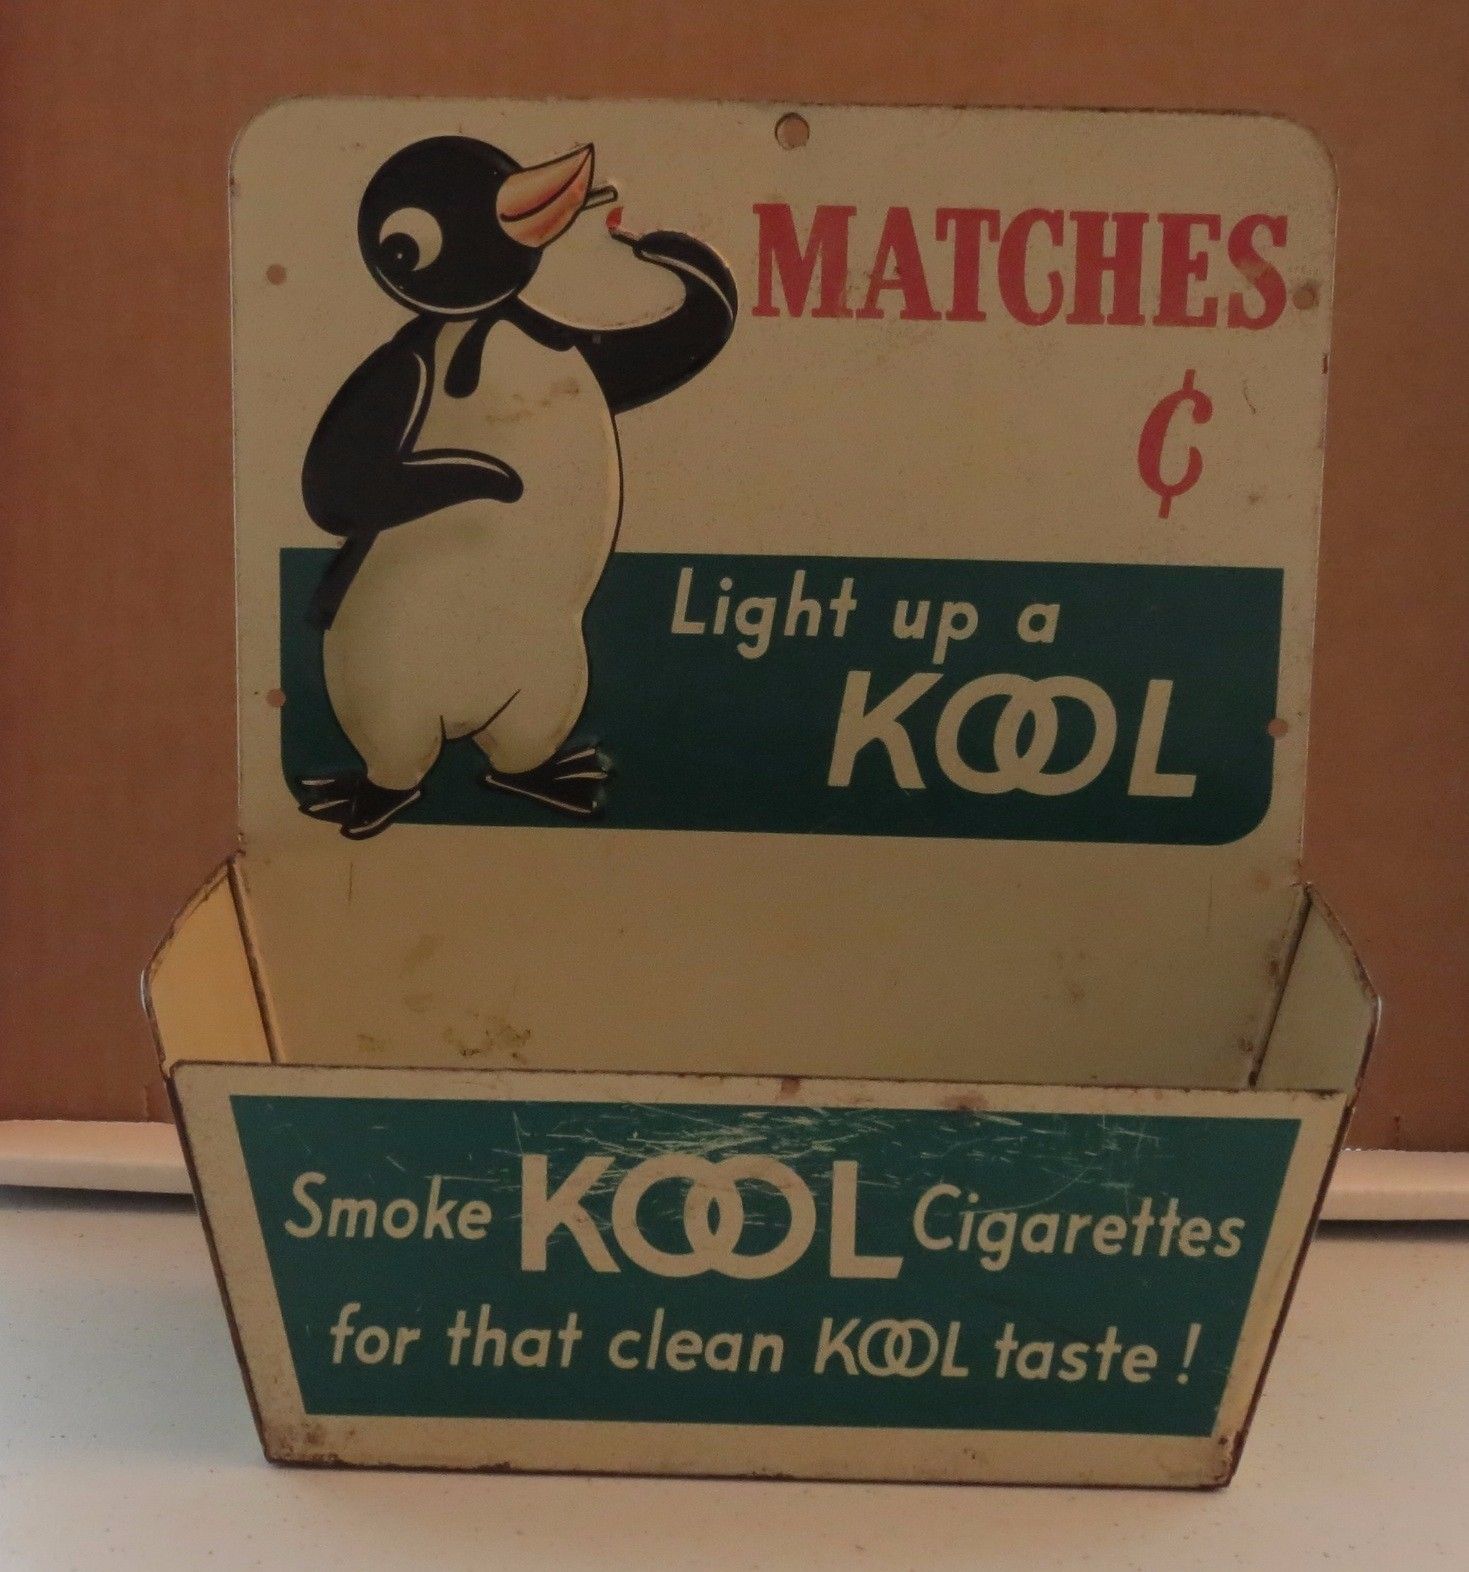 MATCHES
¢
Light up a
KOOL
Smoke KOOL Cigarettes
for that clean KOOL taste!